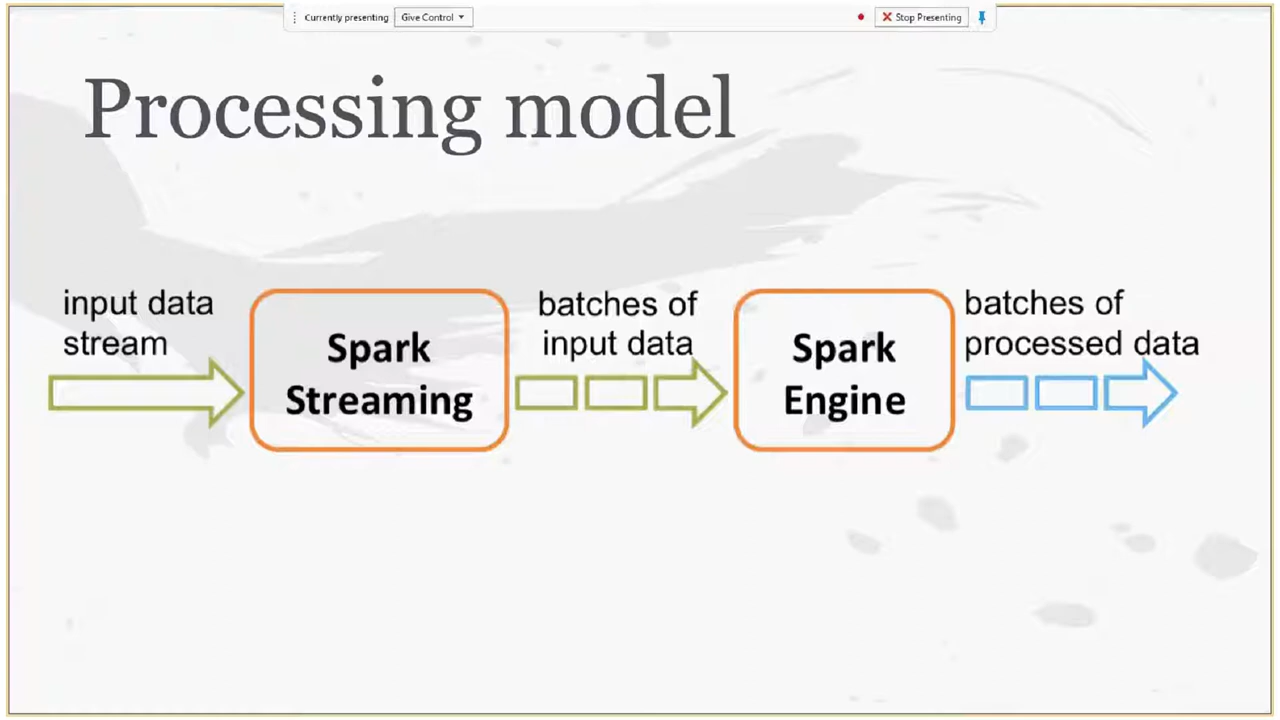 Currently presenting
Give Control
Stop Presenting
Processing model
input data
stream
Spark
Streaming
batches of
input data
Spark
Engine
batches of
processed data